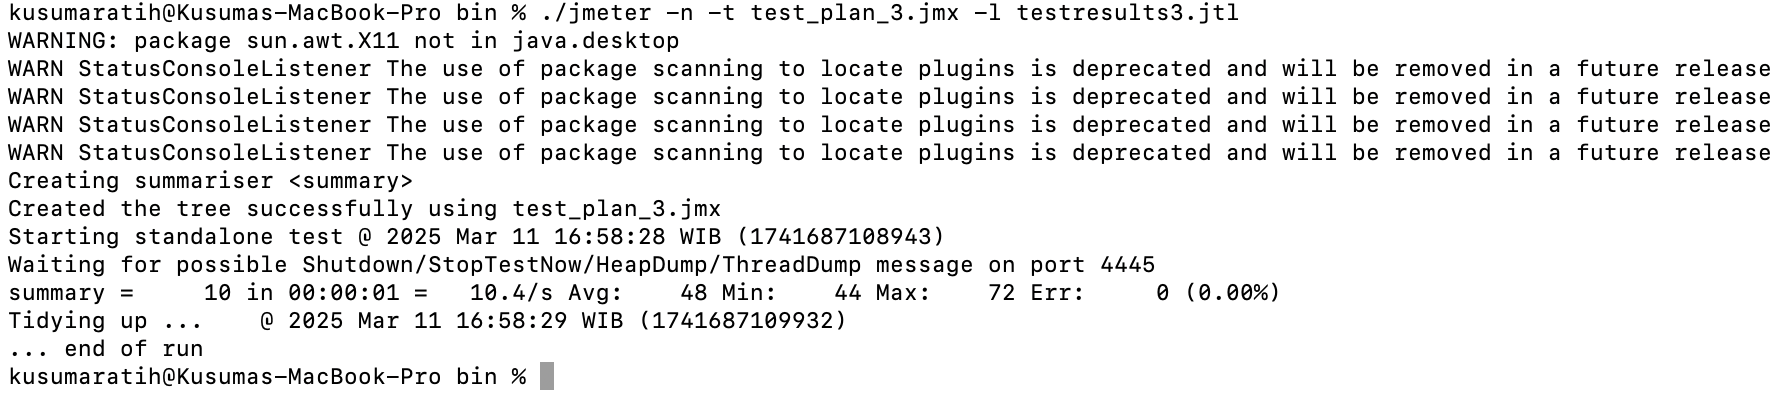 kusumaratih@Kusumas-MacBook-Pro bin % ./jmeter -n -t test_plan_3.jmx -l testresults3.jtl
WARNING: package sun.awt.X11 not in java.desktop
WARN StatusConsoleListener The use of package scanning to locate plugins is deprecated and will be removed in a future release
WARN StatusConsoleListener The use of package scanning to locate plugins is deprecated and will be removed in a future release
WARN StatusConsoleListener The use of package scanning to locate plugins is deprecated and will be removed in a future release
WARN StatusConsoleListener The use of package scanning to locate plugins is deprecated and will be removed in a future release
Creating summariser <summary>
Created the tree successfully using test_plan_3.jmx
Starting standalone test @ 2025 Mar 11 16:58:28 WIB (1741687108943)
Waiting for possible Shutdown/StopTestNow/HeapDump/ThreadDump message on port 4445
summary =     10 in 00:00:01 =   10.4/s Avg:    48 Min:    44 Max:    72 Err:     0 (0.00%)
Tidying up ...    @ 2025 Mar 11 16:58:29 WIB (1741687109932)
... end of run
kusumaratih@Kusumas-MacBook-Pro bin %